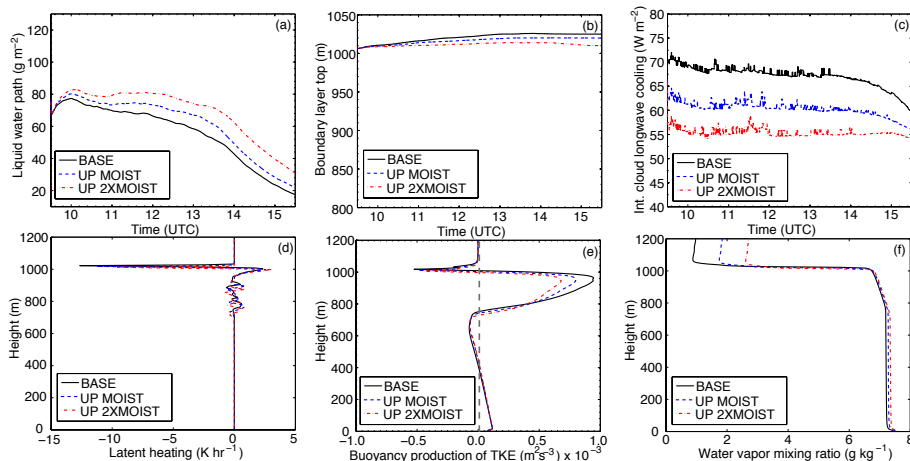 (a)
Liquid water path (g m⁻²)
120
100
80
60
40
20
BASE
UP MOIST
UP 2XMOIST
10 11 12 13 14 15
Time (UTC)
(b)
Boundary layer top (m)
1050
1000
950
900
850
800
BASE
UP MOIST
UP 2XMOIST
10 11 12 13 14 15
Time (UTC)
(c)
Int. cloud longwave cooling (W m⁻²)
80
75
70
65
60
55
50
45
40
BASE
UP MOIST
UP 2XMOIST
10 11 12 13 14 15
Time (UTC)
(d)
Height (m)
1200
1000
800
600
400
200
0
BASE
UP MOIST
UP 2XMOIST
−15 −10 −5 0 5
Latent heating (K hr⁻¹)
(e)
Height (m)
1200
1000
800
600
400
200
0
BASE
UP MOIST
UP 2XMOIST
−1.0 −0.5 0.0 0.5 1.0
Buoyancy production of TKE (m²s⁻³) x 10⁻³
(f)
Height (m)
1200
1000
800
600
400
200
0
BASE
UP MOIST
UP 2XMOIST
0 2 4 6 8
Water vapor mixing ratio (g kg⁻¹)